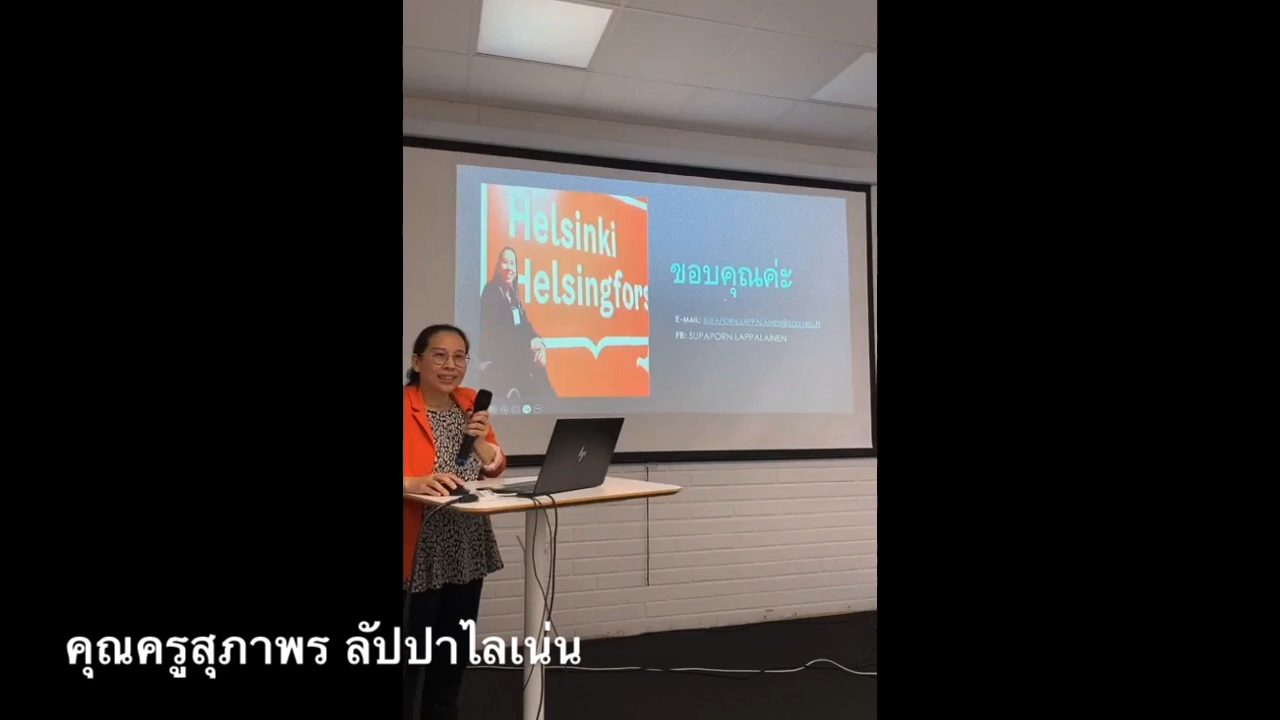 Helsinki
Helsingfors
ขอบคุณค่ะ
E-MAIL:
FB: SUPAPORN LAPPALAINEN
hp
คุณครูสุภาพร ลัปปาไลเน่น